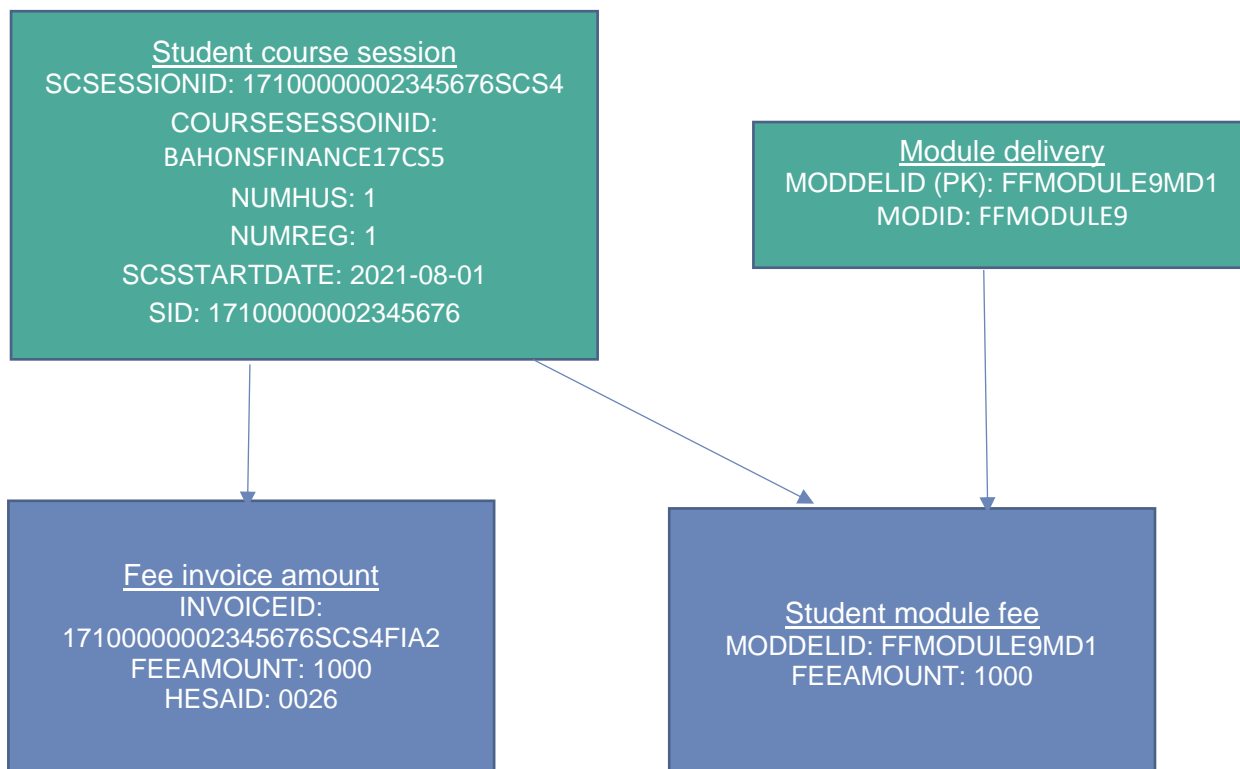 Student course session
SCSESSIONID: 17100000002345676SCS4
COURSESESSOINID:
BAHONSFINANCE17CS5
NUMHUS: 1
NUMREG: 1
SCSSTARTDATE: 2021-08-01
SID: 17100000002345676
Module delivery
MODDELID (PK): FFMODULE9MD1
MODID: FFMODULE9
Fee invoice amount
INVOICEID:
17100000002345676SCS4FIA2
FEEAMOUNT: 1000
HESAID: 0026
Student module fee
MODDELID: FFMODULE9MD1
FEEAMOUNT: 1000